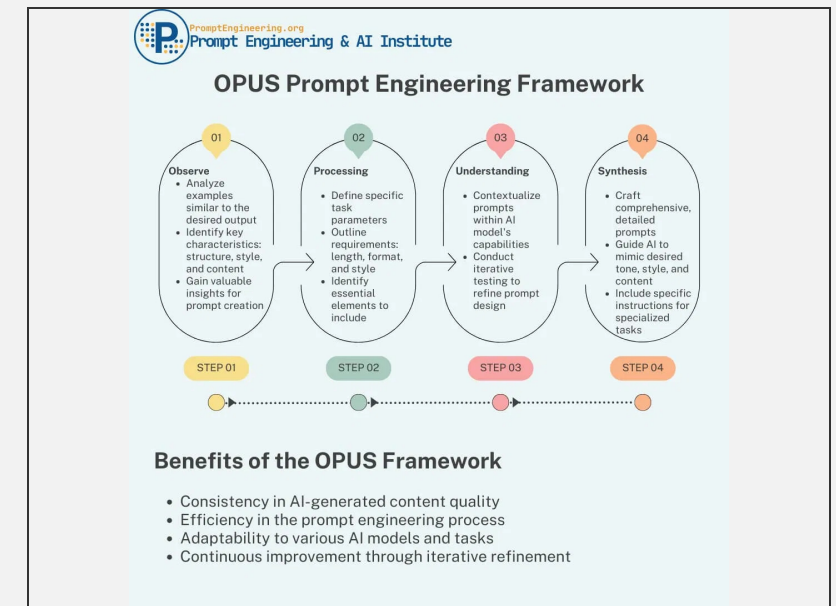 PromptEngineering.org
Prompt Engineering & AI Institute
OPUS Prompt Engineering Framework
01
Observe
• Analyze
examples
similar to the
desired output
• Identify key
characteristics:
structure, style,
and content
• Gain valuable
insights for
prompt creation
02
Processing
• Define specific
task
parameters
• Outline
requirements:
length, format,
and style
• Identify
essential
elements to
include
03
Understanding
• Contextualize
prompts
within AI
model's
capabilities
• Conduct
iterative
testing to
refine prompt
design
04
Synthesis
• Craft
comprehensive,
detailed
prompts
• Guide AI to
mimic desired
tone, style, and
content
• Include specific
instructions for
specialized
tasks
STEP 01
STEP 02
STEP 03
STEP 04
Benefits of the OPUS Framework
• Consistency in AI-generated content quality
• Efficiency in the prompt engineering process
• Adaptability to various AI models and tasks
• Continuous improvement through iterative refinement